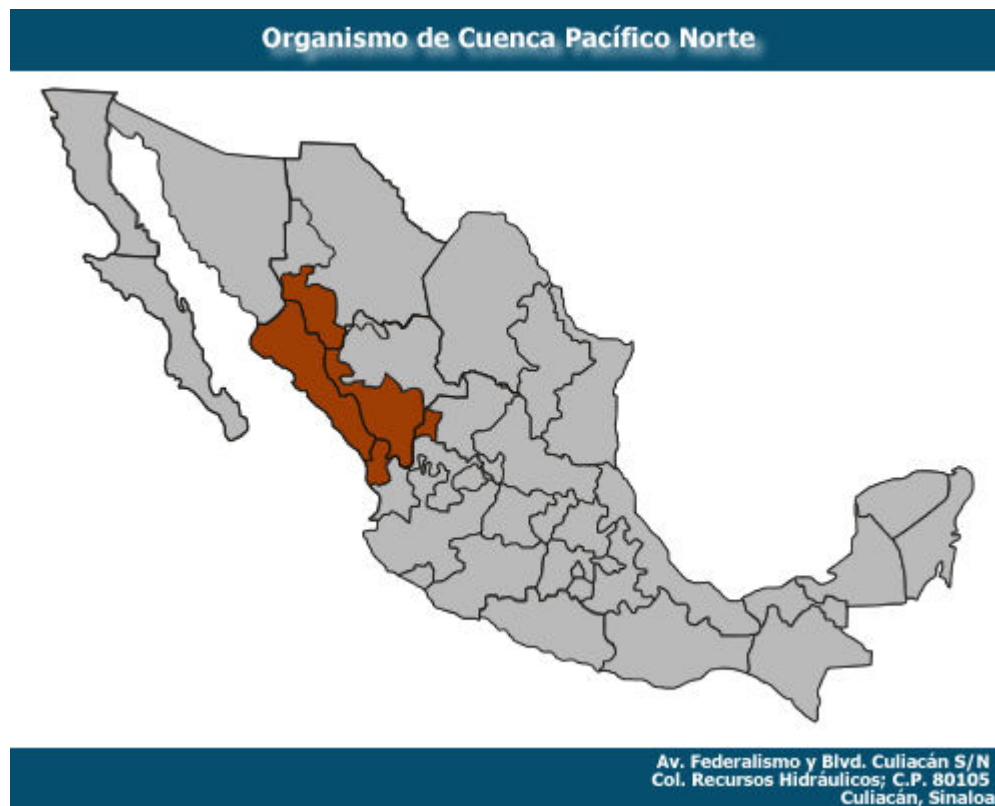 Organismo de Cuenca Pacífico Norte
Av. Federalismo y Blvd. Culiacán S/N
Col. Recursos Hidráulicos; C.P. 80105
Culiacán, Sinaloa